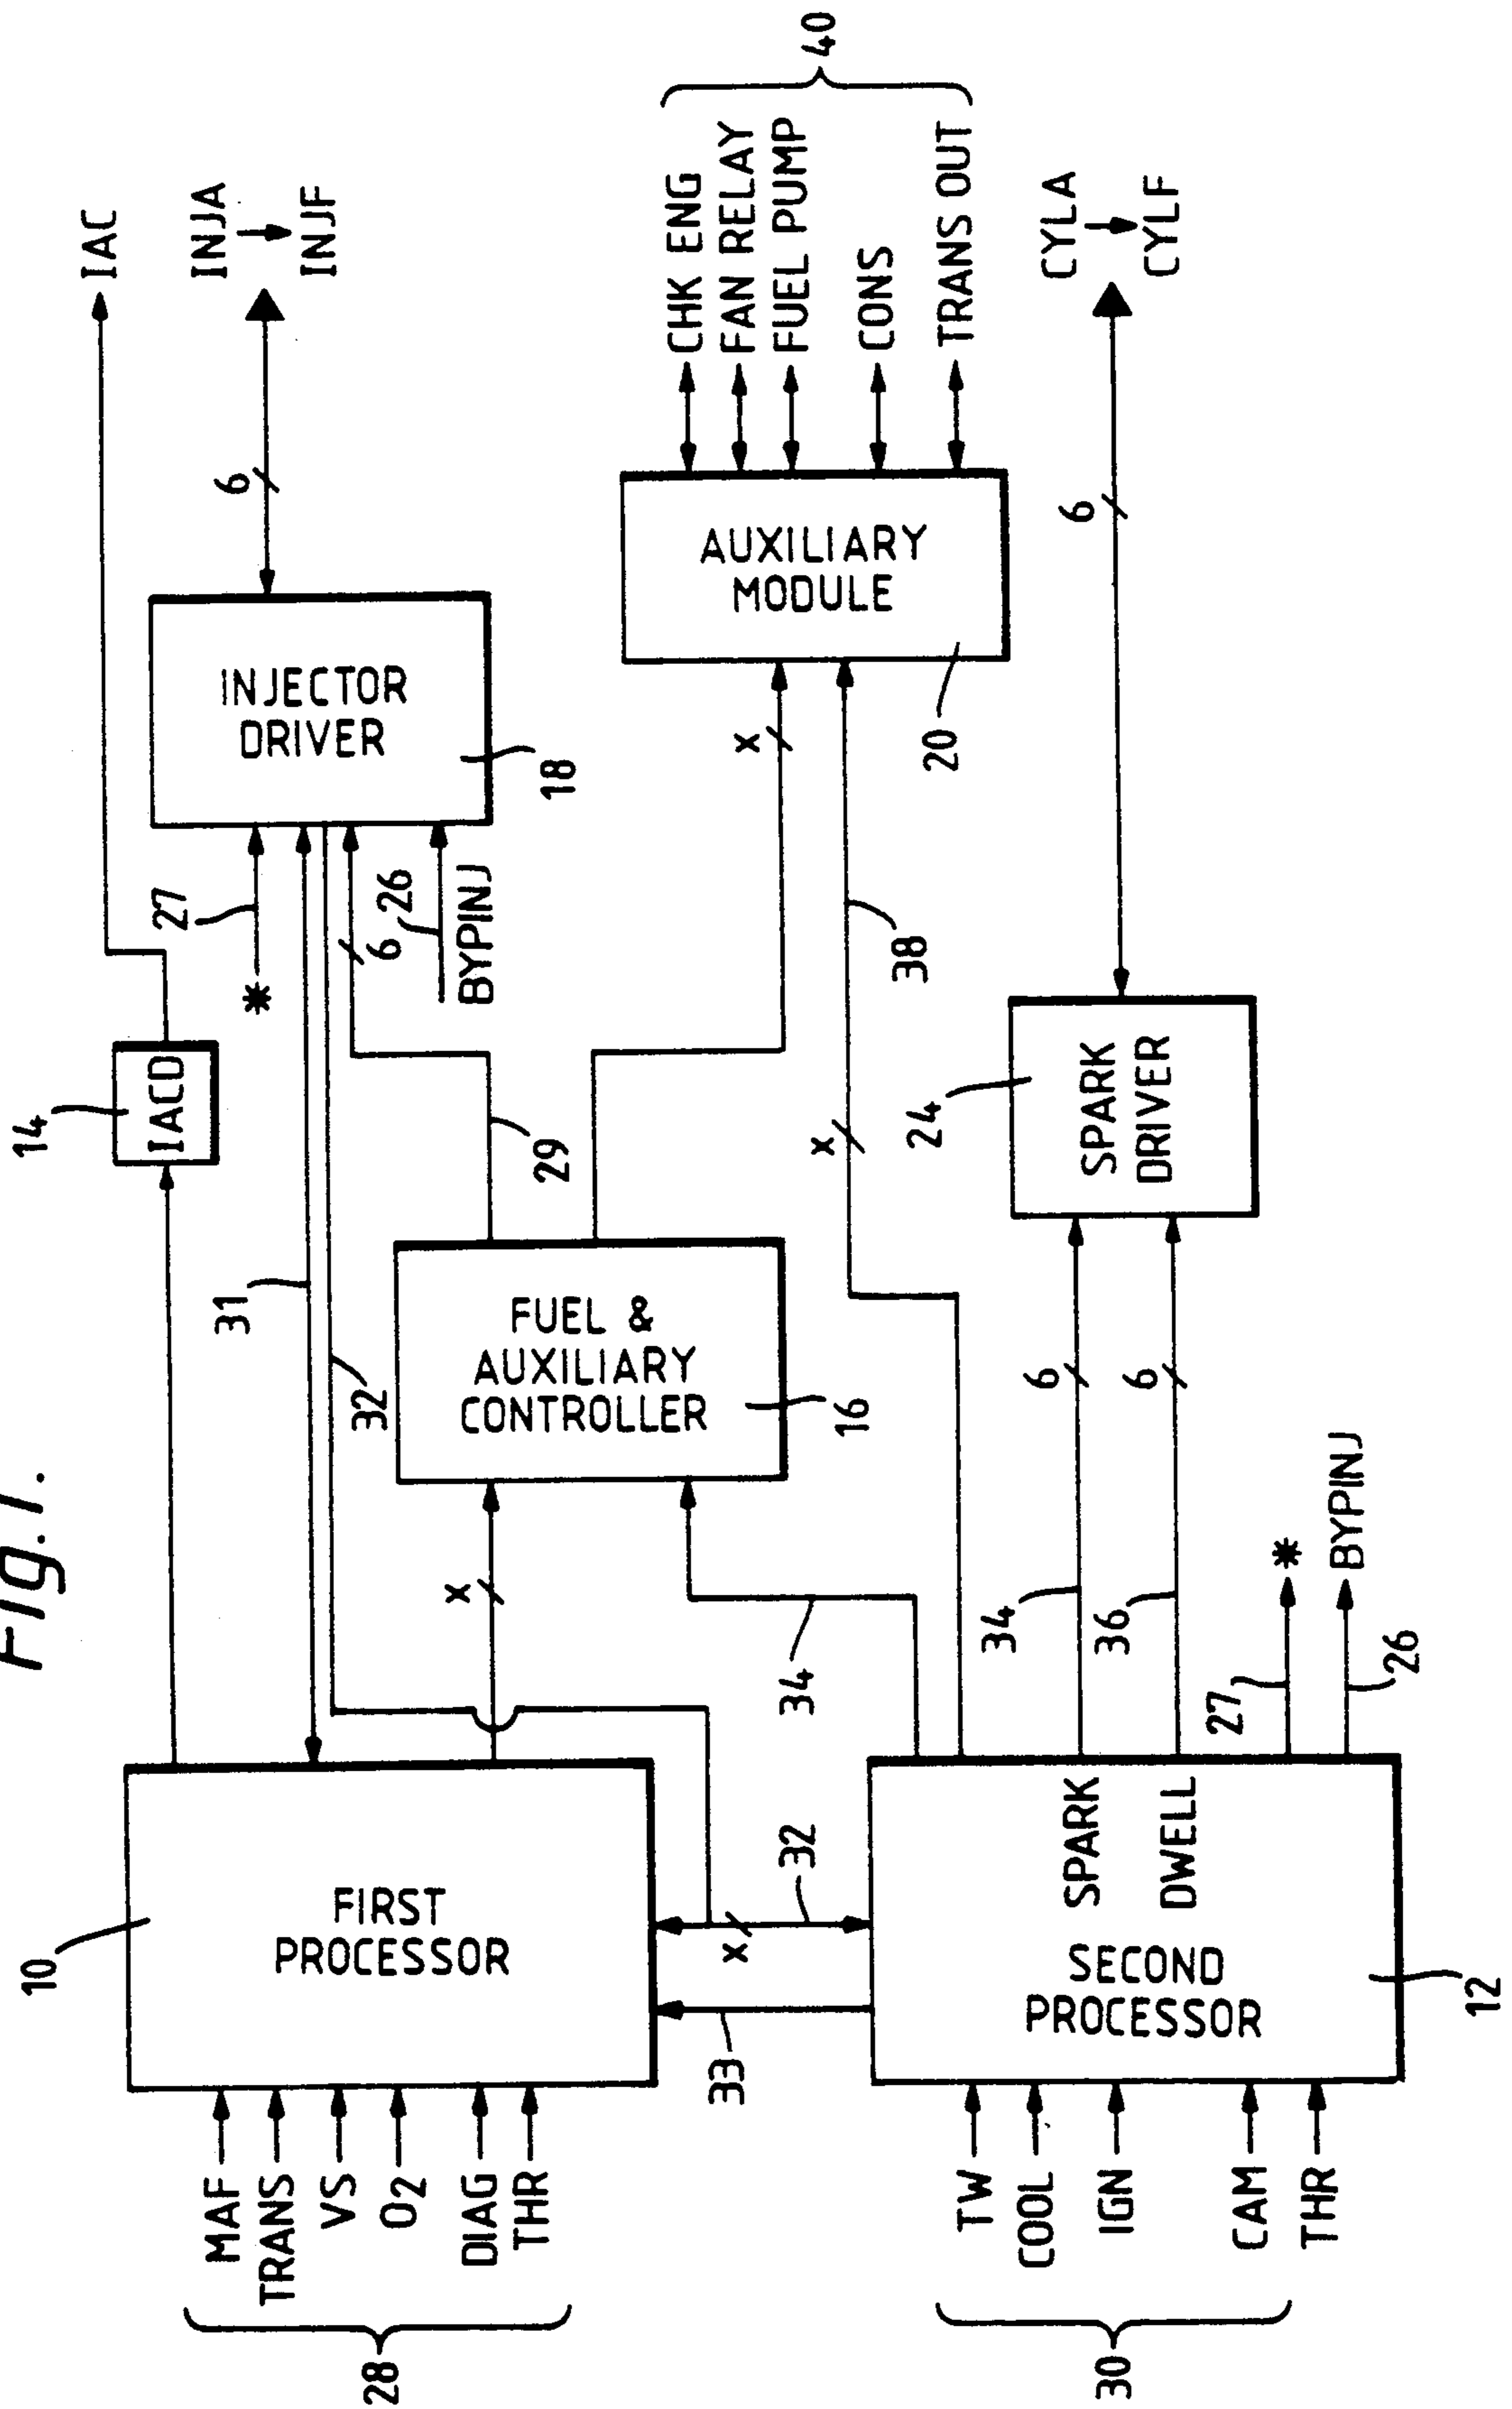 Fig.1.
10
FIRST
PROCESSOR
MAF
TRANS
VS
O2
DIAG
THR
28
33
32
x
12
SECOND
PROCESSOR
SPARK
DWELL
TW
COOL
IGN
CAM
THR
30
14
IACD
IAC
31
32
x
34
FUEL &
AUXILIARY
CONTROLLER
16
29
6
27
*
26
BYPINJ
INJECTOR
DRIVER
18
6
INJA
INJF
x
x
38
AUXILIARY
MODULE
20
CHK ENG
FAN RELAY
FUEL PUMP
CONS
TRANS OUT
40
34
6
36
6
SPARK
DRIVER
24
6
CYLA
CYLF
27
*
26
BYPINJ